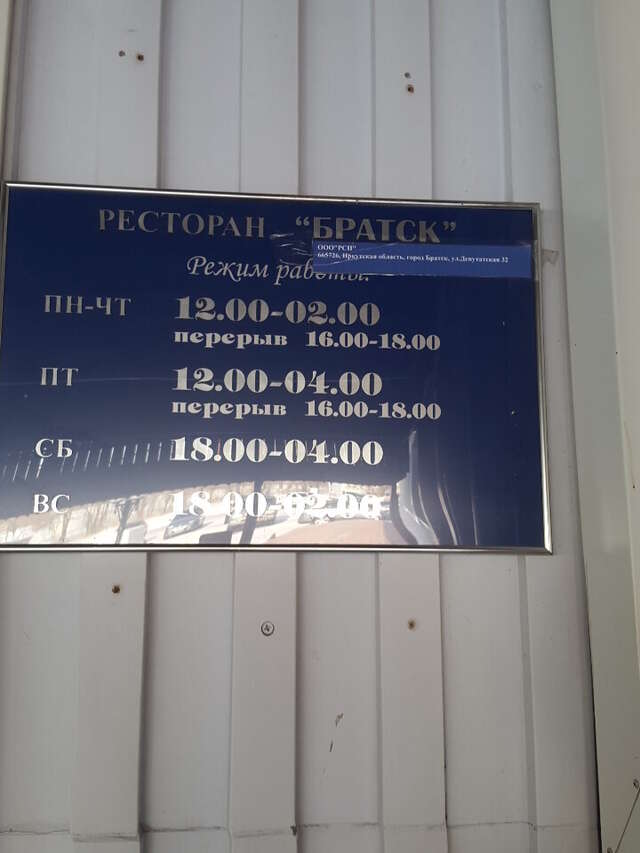 РЕСТОРАН "БРАТСК"
ООО"РСП"
665726, Иркудская область, город Братск, ул.Депутатская 32
Режим работы:
ПН-ЧТ 12.00-02.00
перерыв 16.00-18.00
ПТ 12.00-04.00
перерыв 16.00-18.00
СБ 18.00-04.00
ВС 18.00-02.00